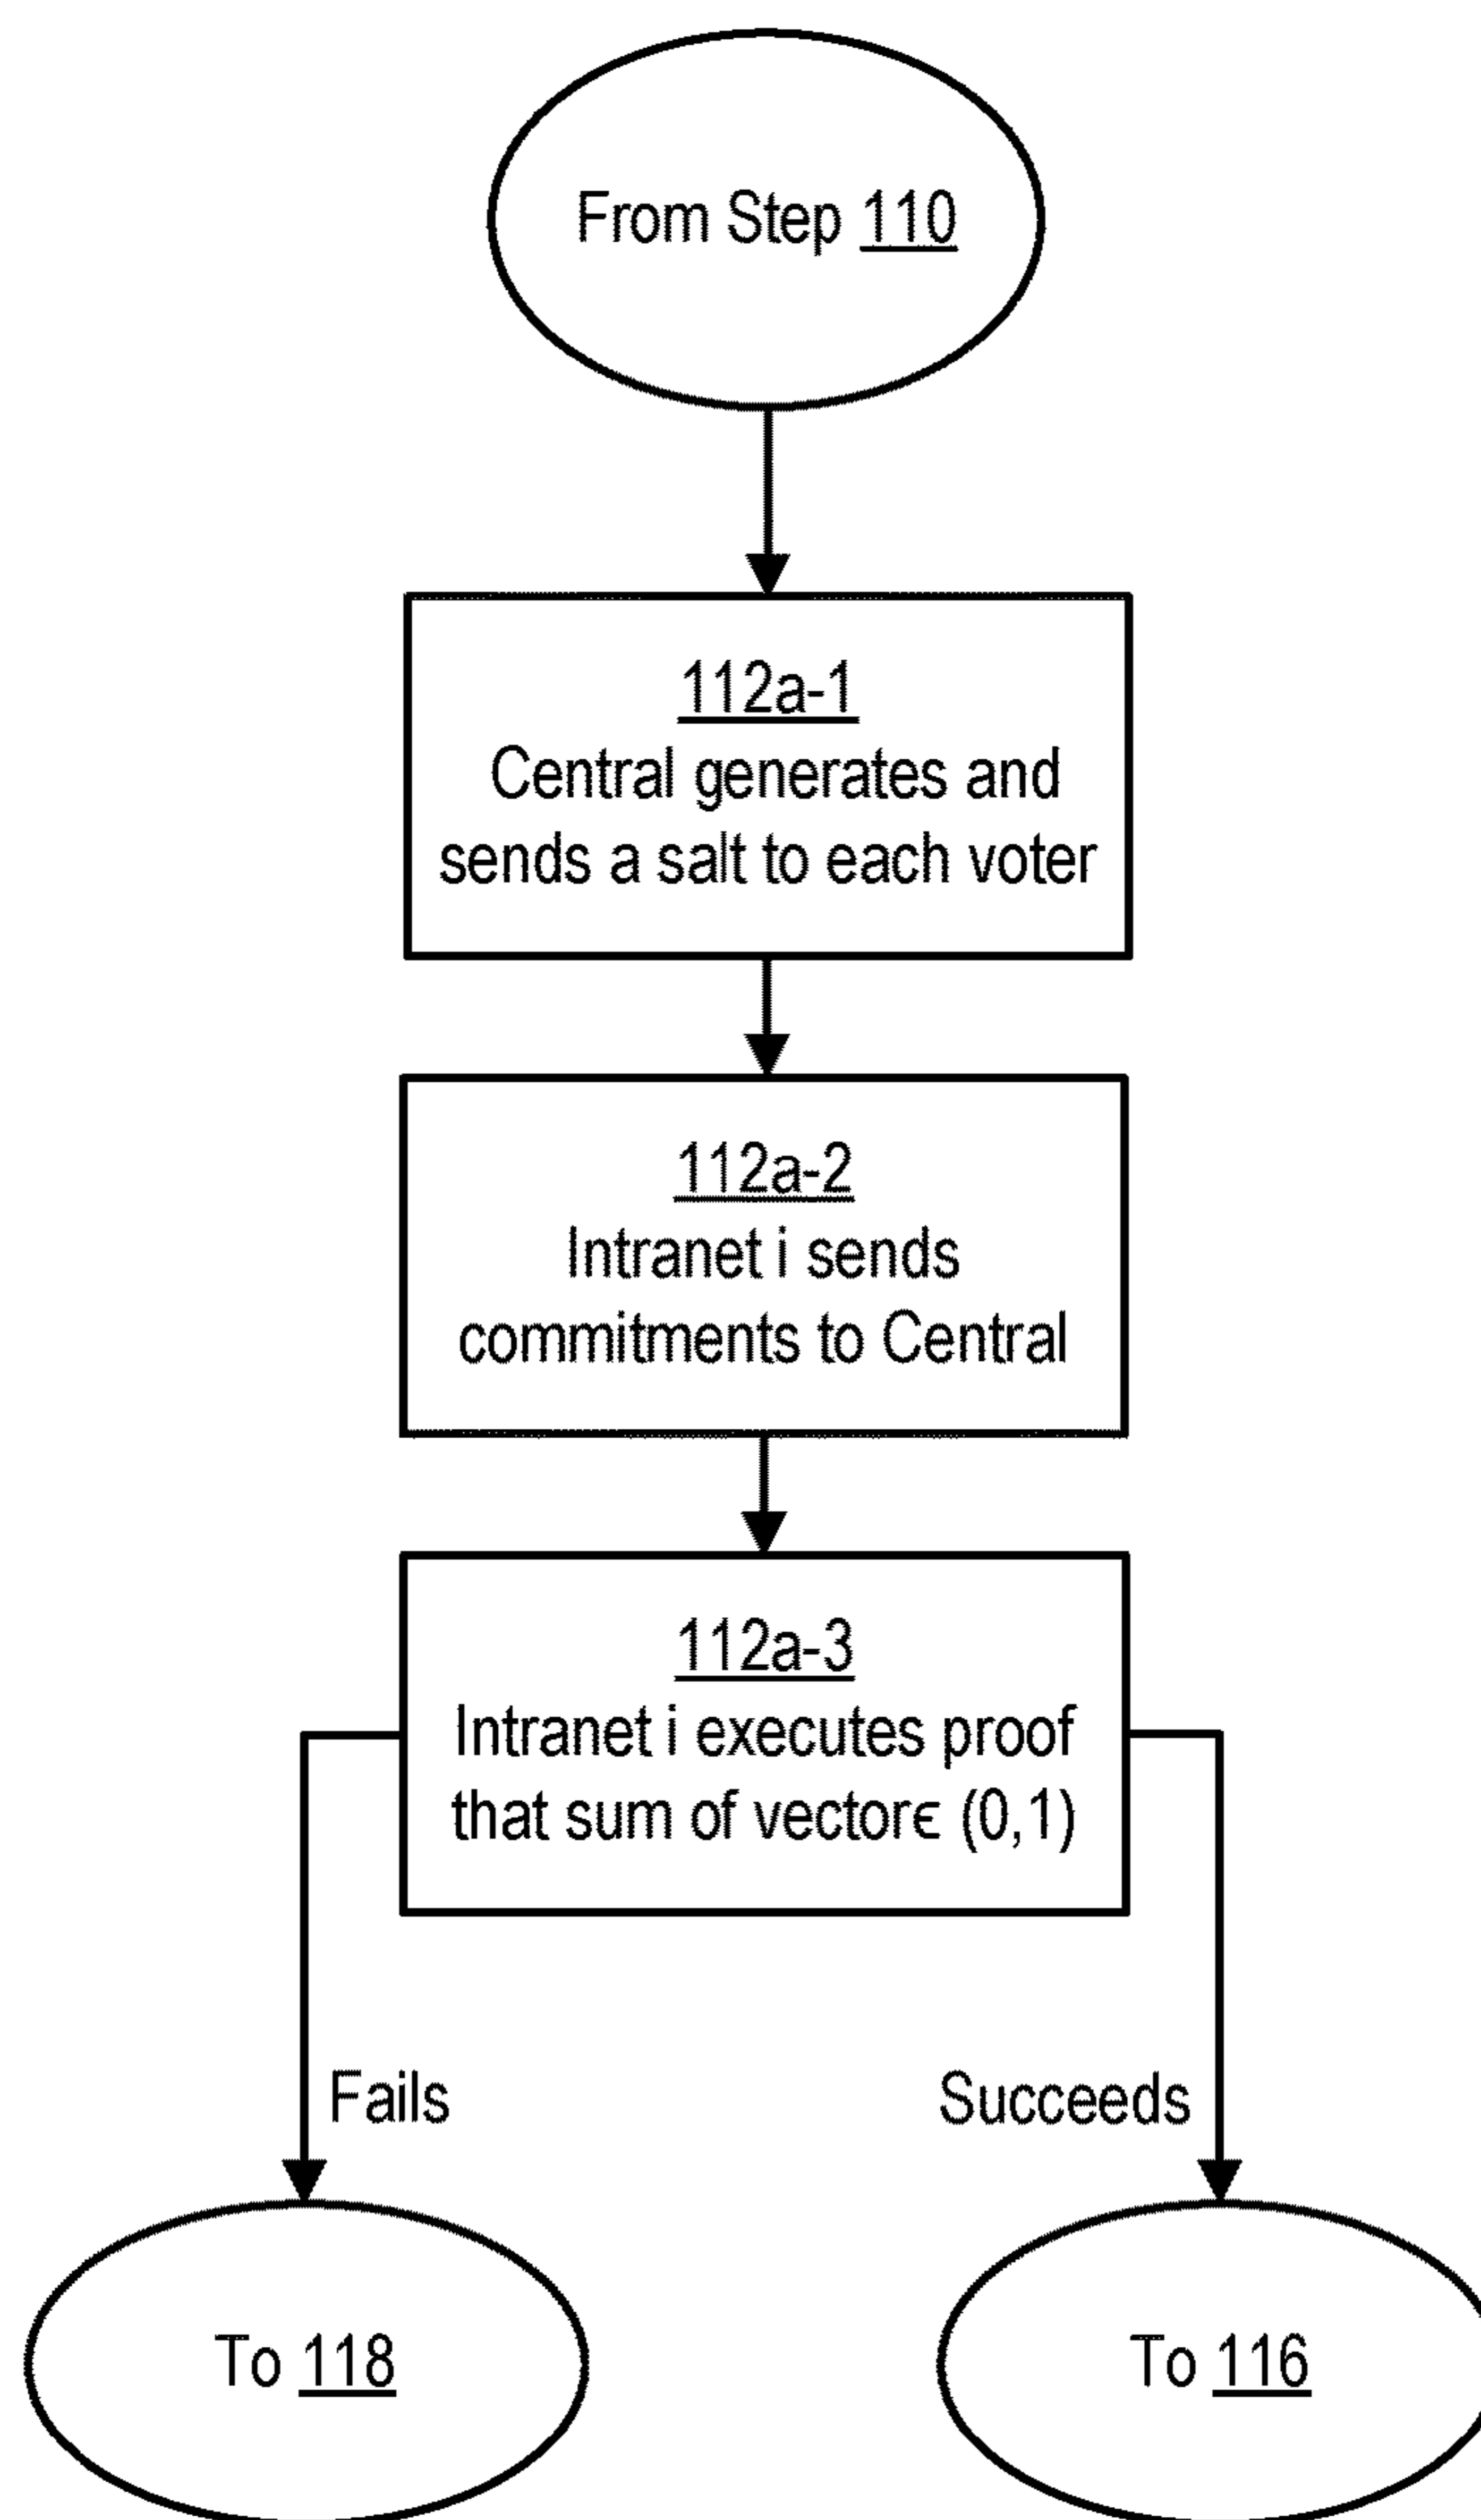 From Step 110
112a-1
Central generates and
sends a salt to each voter
112a-2
Intranet i sends
commitments to Central
112a-3
Intranet i executes proof
that sum of vectorϵ (0,1)
Fails
Succeeds
To 118
To 116